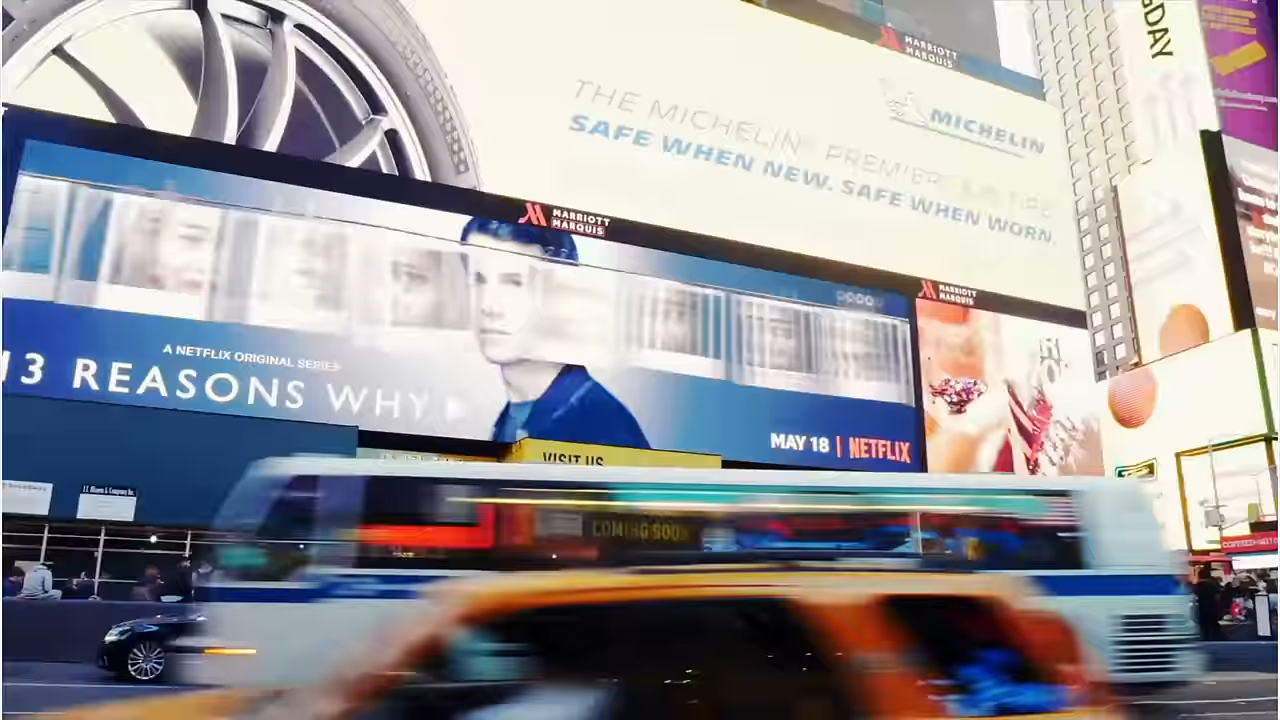 MARRIOTT
MARQUIS
MICHELIN
THE MICHELIN® PREMIER
SAFE WHEN NEW. SAFE WHEN WORN.
MARRIOTT
MARQUIS
MARRIOTT
MARQUIS
A NETFLIX ORIGINAL SERIES
13 REASONS WHY
MAY 18 | NETFLIX
VISIT US
COMING SOON